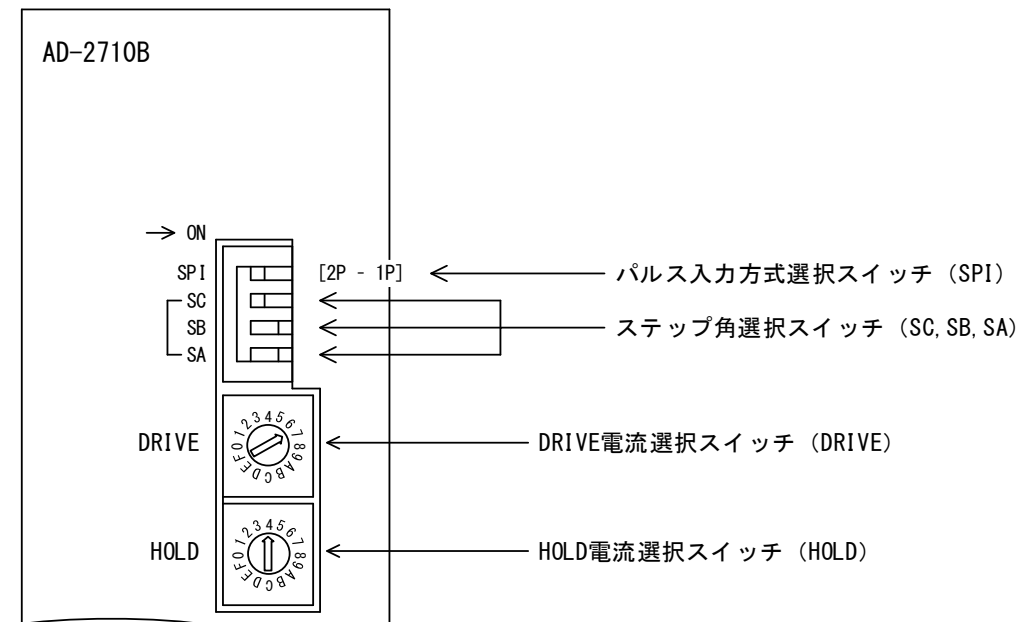 AD-2710B
→ ON
SPI [2P - 1P] パルス入力方式選択スイッチ (SPI)
SC
SB ステップ角選択スイッチ (SC, SB, SA)
SA
0123456789ABCDEF
DRIVE DRIVE電流選択スイッチ (DRIVE)
0123456789ABCDEF
HOLD HOLD電流選択スイッチ (HOLD)